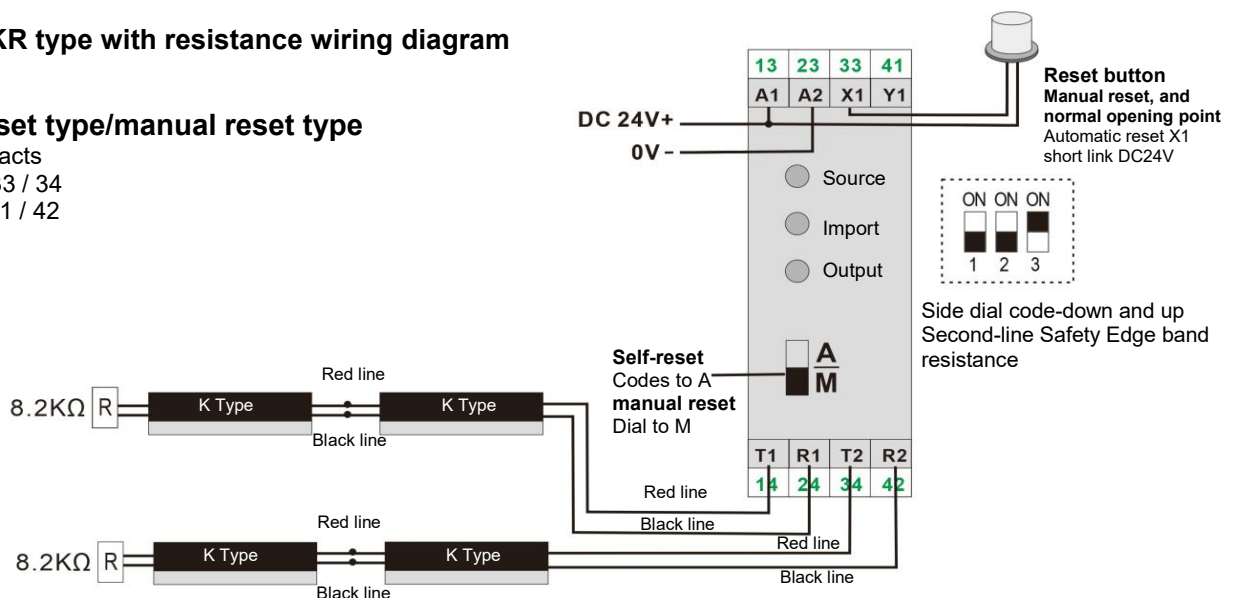 KR type with resistance wiring diagram
set type/manual reset type
acts
33 / 34
1 / 42
13 23 33 41
A1 A2 X1 Y1
DC 24V+
0V -
Reset button
Manual reset, and
normal opening point
Automatic reset X1
short link DC24V
Source
Import
Output
ON ON ON
1 2 3
Side dial code-down and up
Second-line Safety Edge band
resistance
Self-reset
Codes to A
manual reset
Dial to M
A
M
Red line
8.2KΩ R K Type K Type
Black line
T1 R1 T2 R2
14 24 34 42
Red line
Black line
Red line
Red line
8.2KΩ R K Type K Type
Black line
Black line